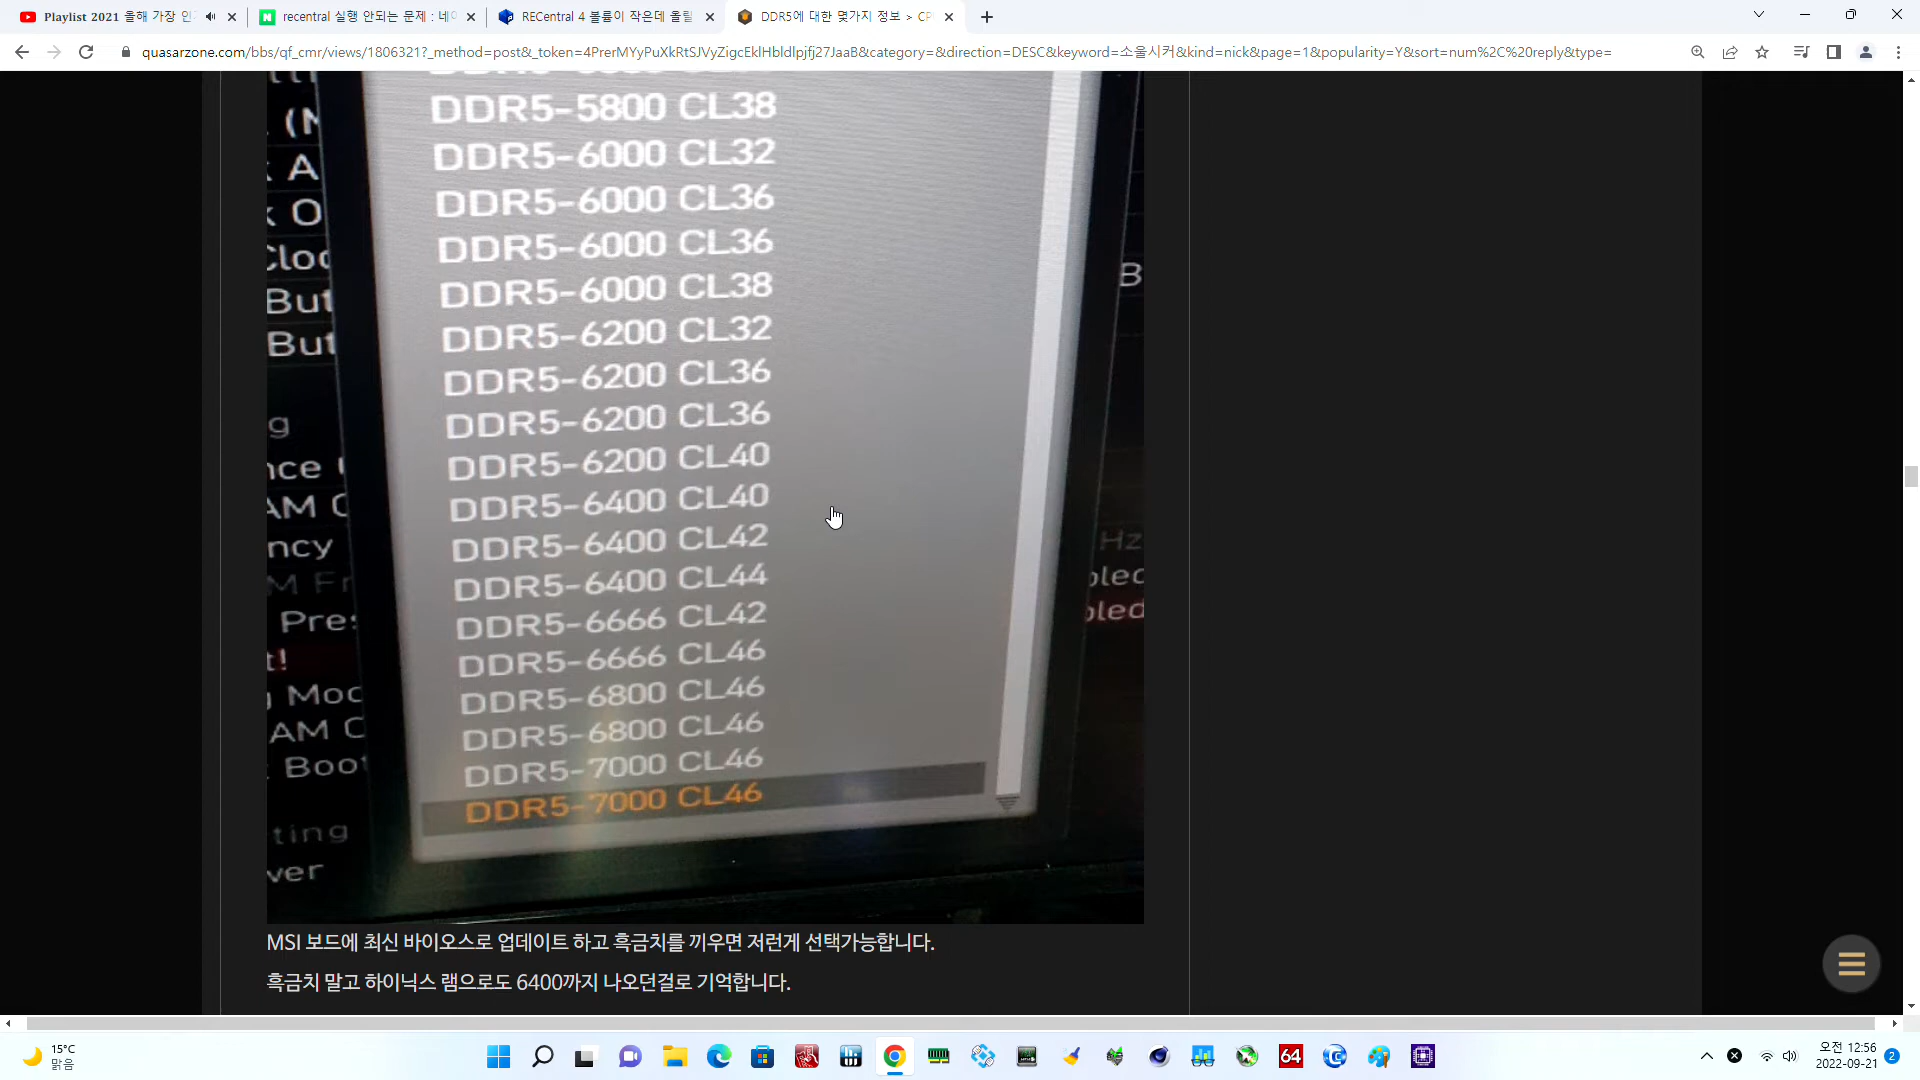 Playlist 2021 올해 가장 인
recentral 실행 안되는 문제 : 네이
RECentral 4 볼륨이 작은데 올릴
DDR5에 대한 몇가지 정보 > CP
quasarzone.com/bbs/qf_cmr/views/1806321?_method=post&_token=4PrerMYyPuXkRtSJVyZigcEklHbldlpjfj27JaaB&category=&direction=DESC&keyword=소울시커&kind=nick&page=1&popularity=Y&sort=num%2C%20reply&type=
DDR5-5800 CL38
DDR5-6000 CL32
DDR5-6000 CL36
DDR5-6000 CL36
DDR5-6000 CL38
DDR5-6200 CL32
DDR5-6200 CL36
DDR5-6200 CL36
DDR5-6200 CL40
DDR5-6400 CL40
DDR5-6400 CL42
DDR5-6400 CL44
DDR5-6666 CL42
DDR5-6666 CL46
DDR5-6800 CL46
DDR5-6800 CL46
DDR5-7000 CL46
DDR5-7000 CL46
MSI 보드에 최신 바이오스로 업데이트 하고 흑금치를 끼우면 저런게 선택가능합니다.
흑금치 말고 하이닉스 램으로도 6400까지 나오던걸로 기억합니다.
15°C
맑음
64
오전 12:56
2022-09-21
2